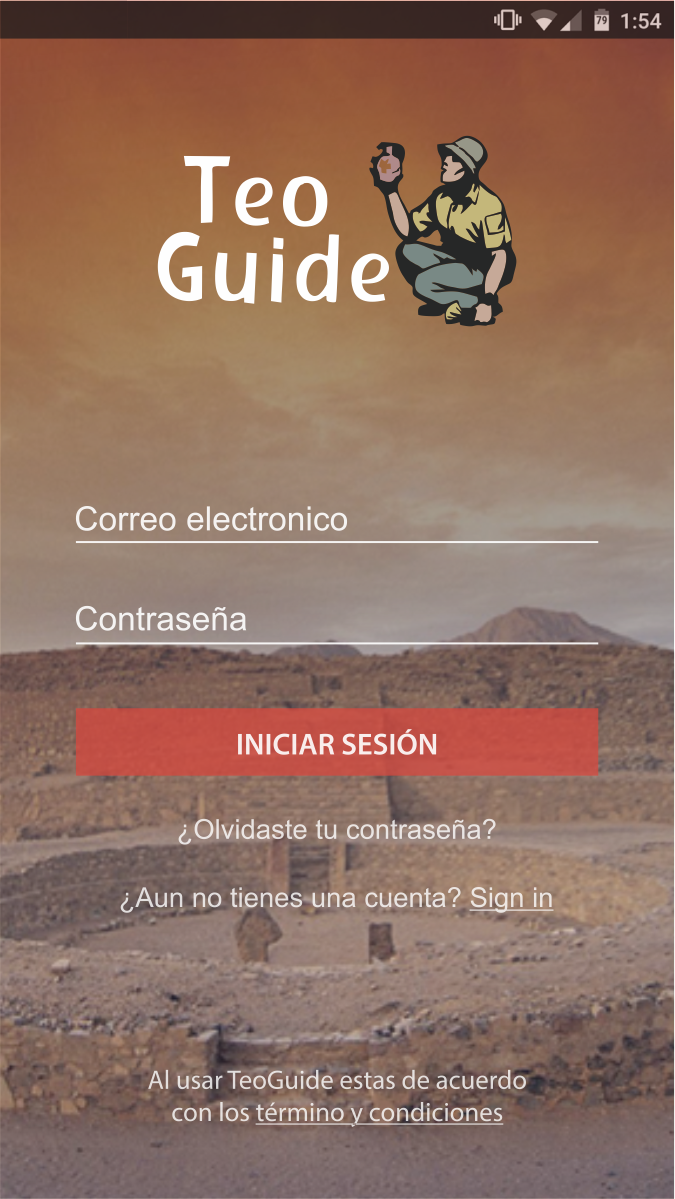 79 1:54
Teo
Guide
Correo electronico
Contraseña
INICIAR SESIÓN
¿Olvidaste tu contraseña?
¿Aun no tienes una cuenta? Sign in
Al usar TeoGuide estas de acuerdo
con los término y condiciones